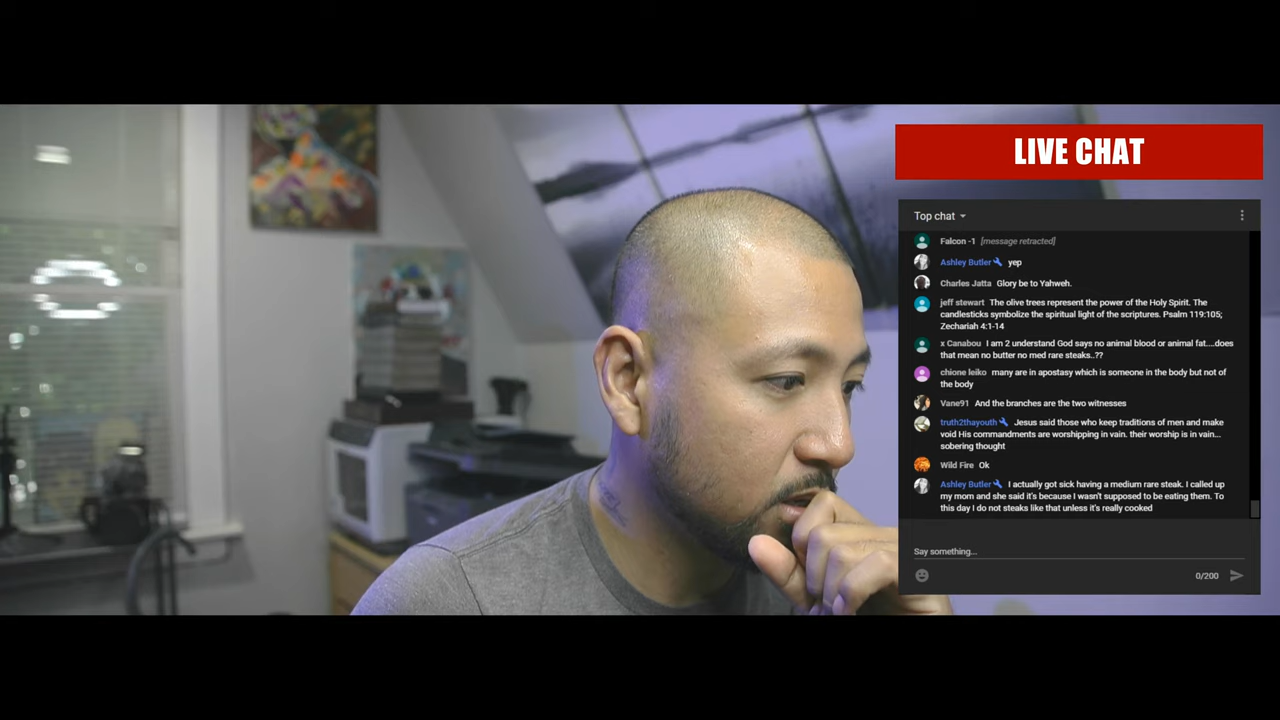 LIVE CHAT
Top chat
Falcon -1 [message retracted]
Ashley Butler yep
Charles Jatta Glory be to Yahweh.
jeff stewart The olive trees represent the power of the Holy Spirit. The
candlesticks symbolize the spiritual light of the scriptures. Psalm 119:105;
Zechariah 4:1-14
x Canabou I am 2 understand God says no animal blood or animal fat....does
that mean no butter no med rare steaks..??
chione leiko many are in apostasy which is someone in the body but not of
the body
Vane91 And the branches are the two witnesses
truth2thayouth Jesus said those who keep traditions of men and make
void His commandments are worshipping in vain. their worship is in vain...
sobering thought
Wild Fire Ok
Ashley Butler I actually got sick having a medium rare steak. I called up
my mom and she said it's because I wasn't supposed to be eating them. To
this day I do not steaks like that unless it's really cooked
Say something...
0/200